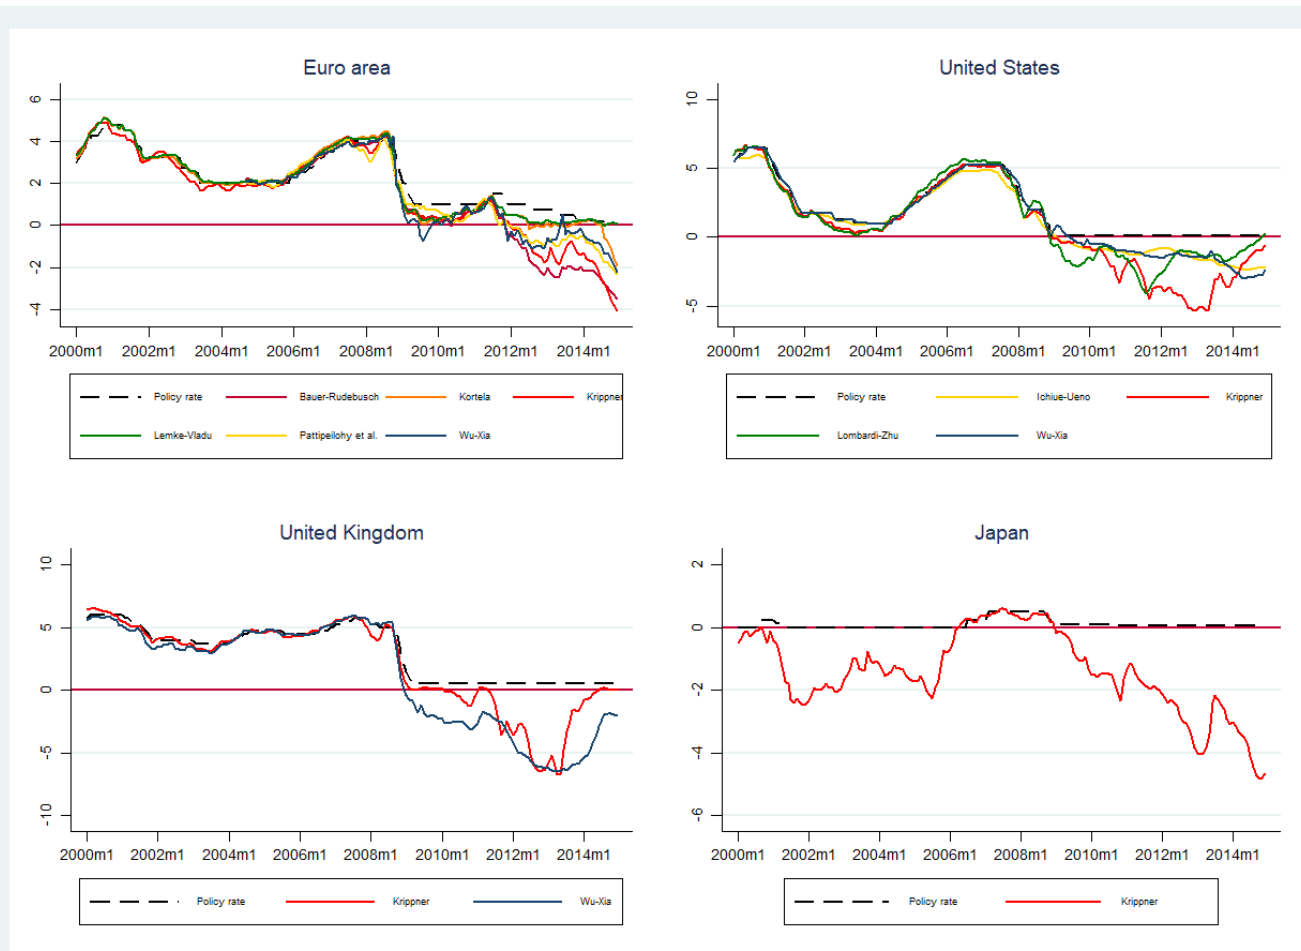 Euro area
6
4
2
0
-2
-4
2000m1 2002m1 2004m1 2006m1 2008m1 2010m1 2012m1 2014m1
Policy rate Bauer-Rudebusch Kortela Krippner
Lemke-Vladu Pattipeilohy et al. Wu-Xia
United States
10
5
0
-5
2000m1 2002m1 2004m1 2006m1 2008m1 2010m1 2012m1 2014m1
Policy rate Ichiue-Ueno Krippner
Lombardi-Zhu Wu-Xia
United Kingdom
10
5
0
-5
-10
2000m1 2002m1 2004m1 2006m1 2008m1 2010m1 2012m1 2014m1
Policy rate Krippner Wu-Xia
Japan
2
0
-2
-4
-6
2000m1 2002m1 2004m1 2006m1 2008m1 2010m1 2012m1 2014m1
Policy rate Krippner